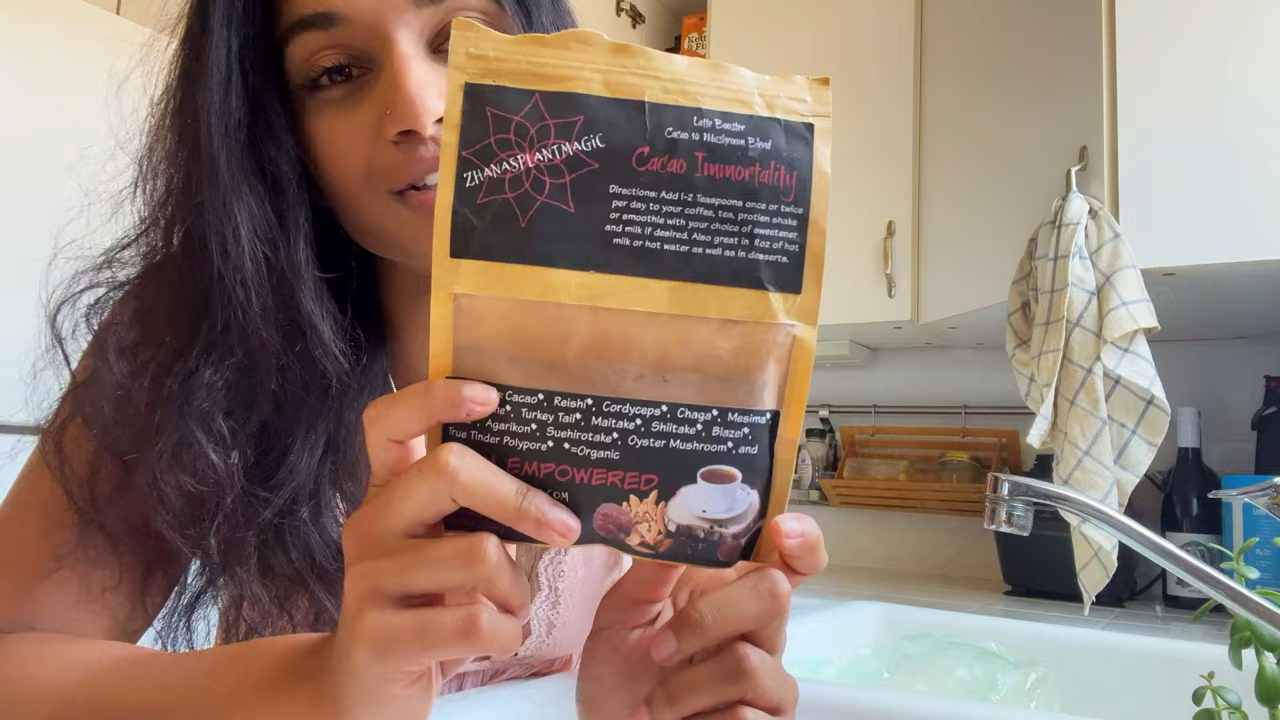 ZHANASPLANTMAGIC
Latte Booster
Cacao 14 Mushroom Blend
Cacao Immortality
Directions: Add 1-2 Teaspoons once or twice
per day to your coffee, tea, protien shake
or smoothie with your choice of sweetener
and milk if desired. Also great in 8oz of hot
milk or hot water as well as in desserts.
Cacao*, Reishi*, Cordyceps*, Chaga*, Mesima*
Turkey Tail*, Maitake*, Shiitake*, Blazei*,
Agarikon*, Suehirotake*, Oyster Mushroom*, and
True Tinder Polypore* *=Organic
EMPOWERED
.COM